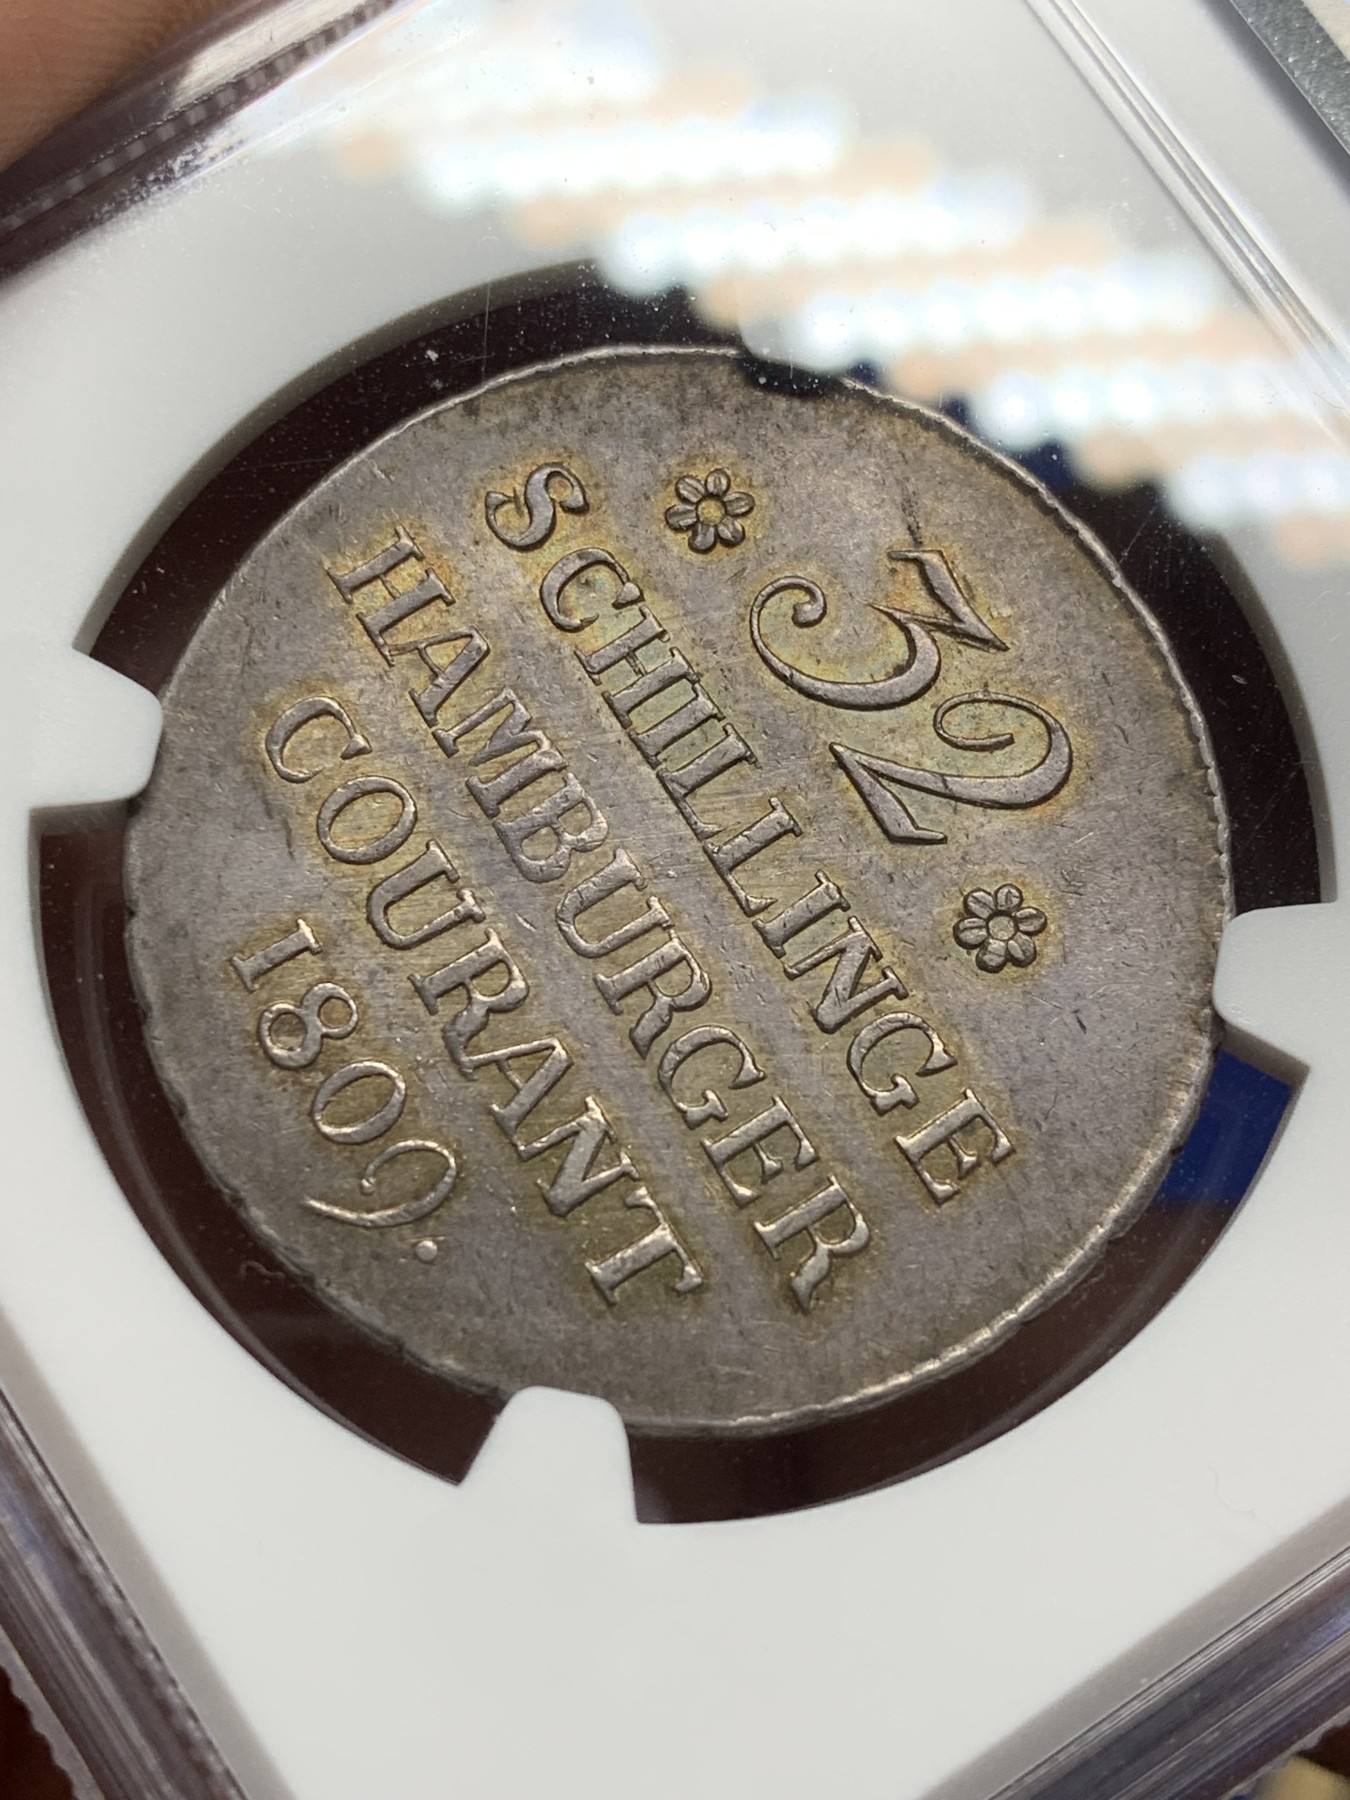 32
SCHILLINGE
HAMBURGER
COURANT
1809.